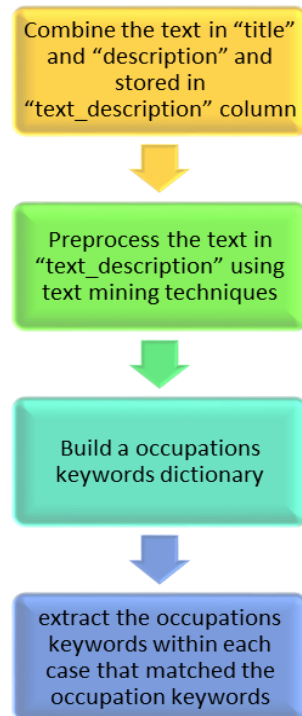 Combine the text in “title”
and “description” and
stored in
“text_description” column
Preprocess the text in
“text_description” using
text mining techniques
Build a occupations
keywords dictionary
extract the occupations
keywords within each
case that matched the
occupation keywords